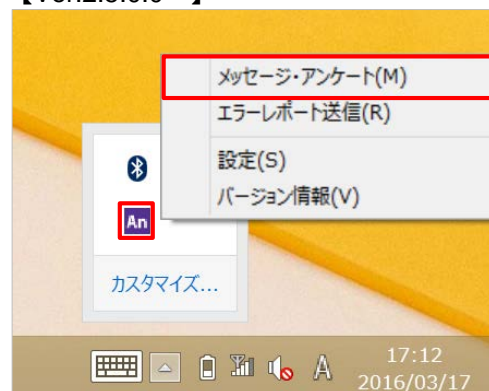 メッセージ・アンケート(M)
エラーレポート送信(R)
設定(S)
バージョン情報(V)
An
カスタマイズ...
A
17:12
2016/03/17